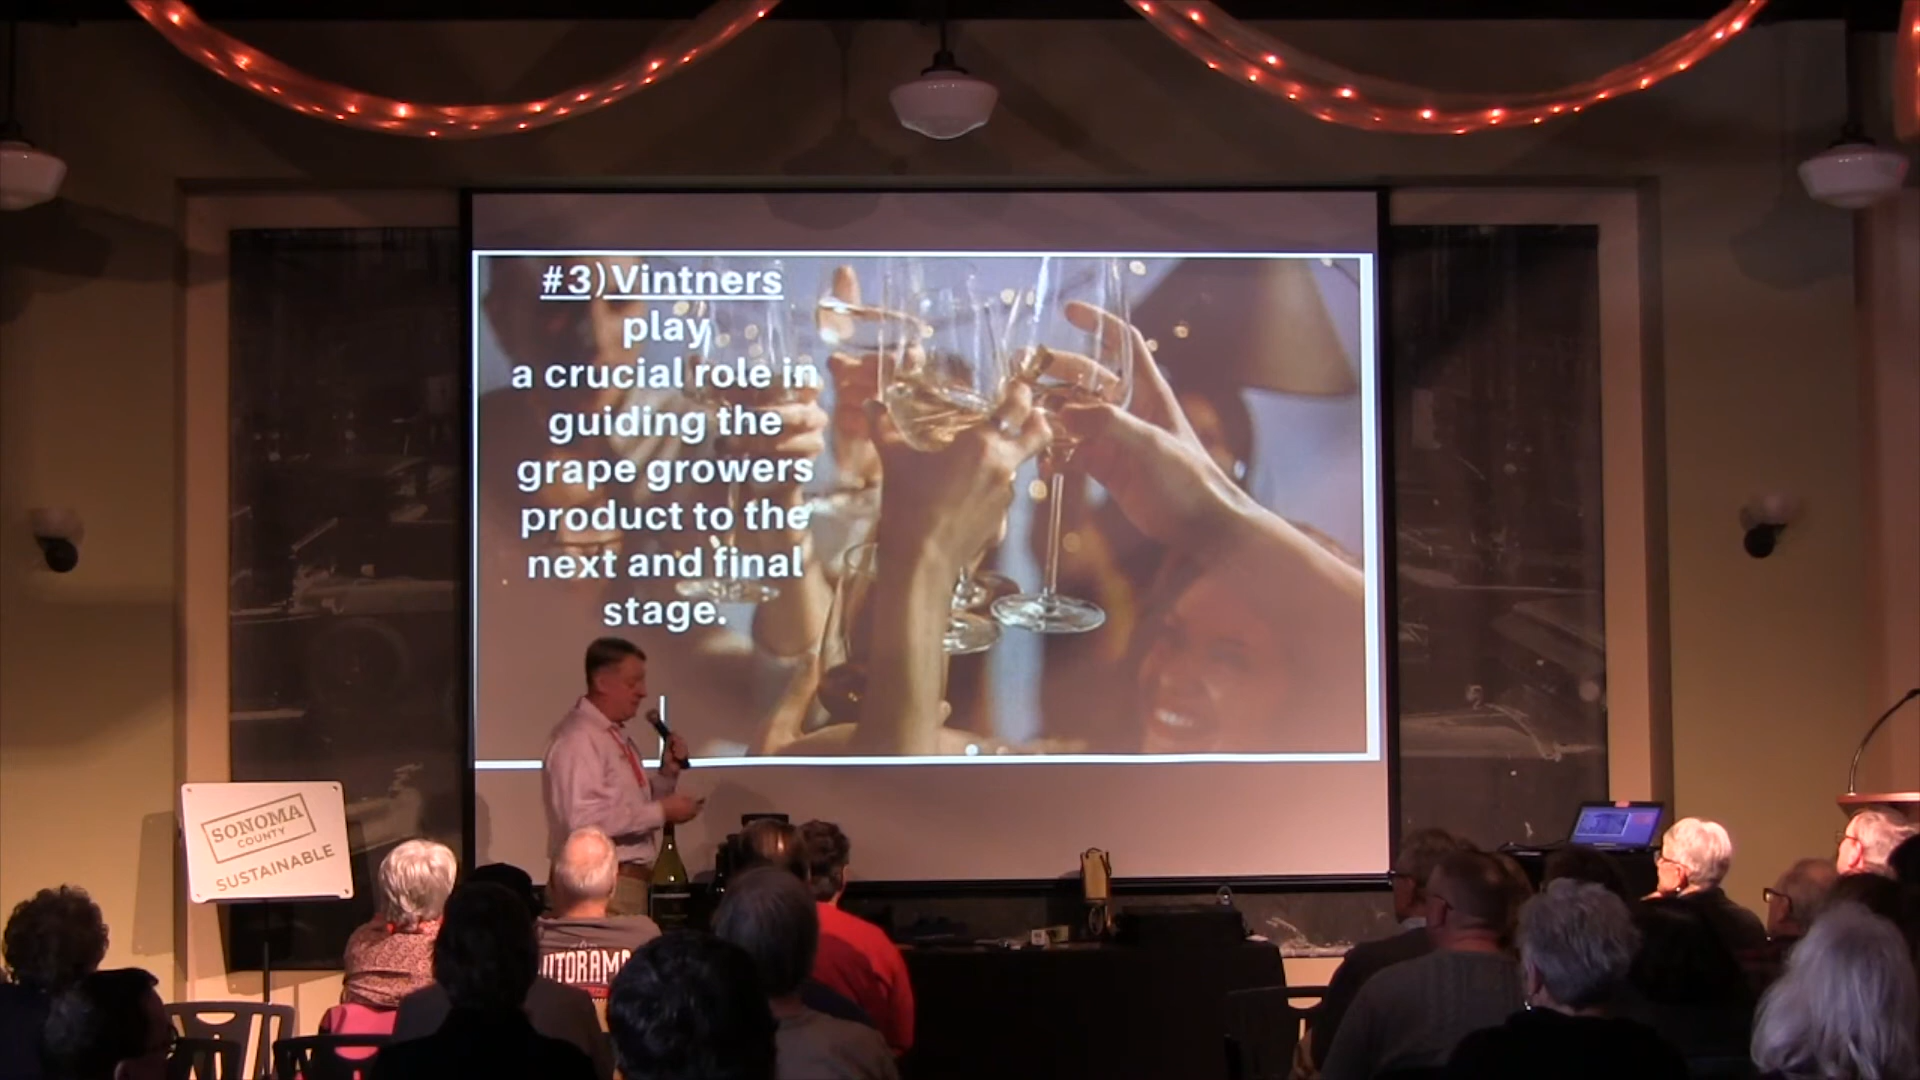 #3) Vintners
play
a crucial role in
guiding the
grape growers
product to the
next and final
stage.
SONOMA
COUNTY
SUSTAINABLE
UTORAMA